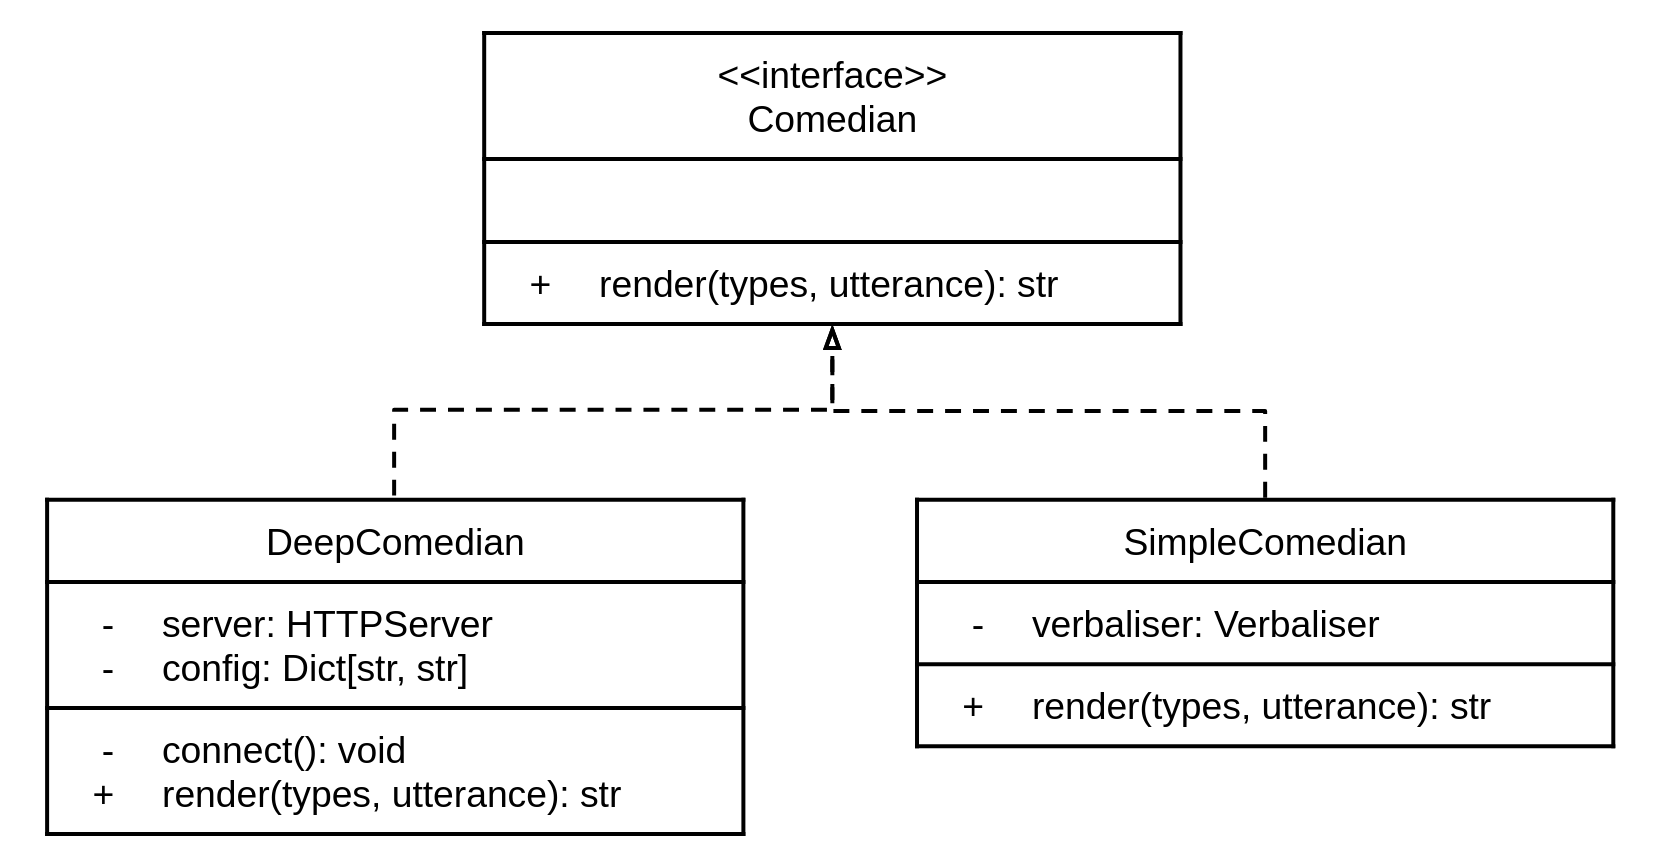 <<interface>>
Comedian
+ render(types, utterance): str
DeepComedian
- server: HTTPServer
- config: Dict[str, str]
- connect(): void
+ render(types, utterance): str
SimpleComedian
- verbaliser: Verbaliser
+ render(types, utterance): str